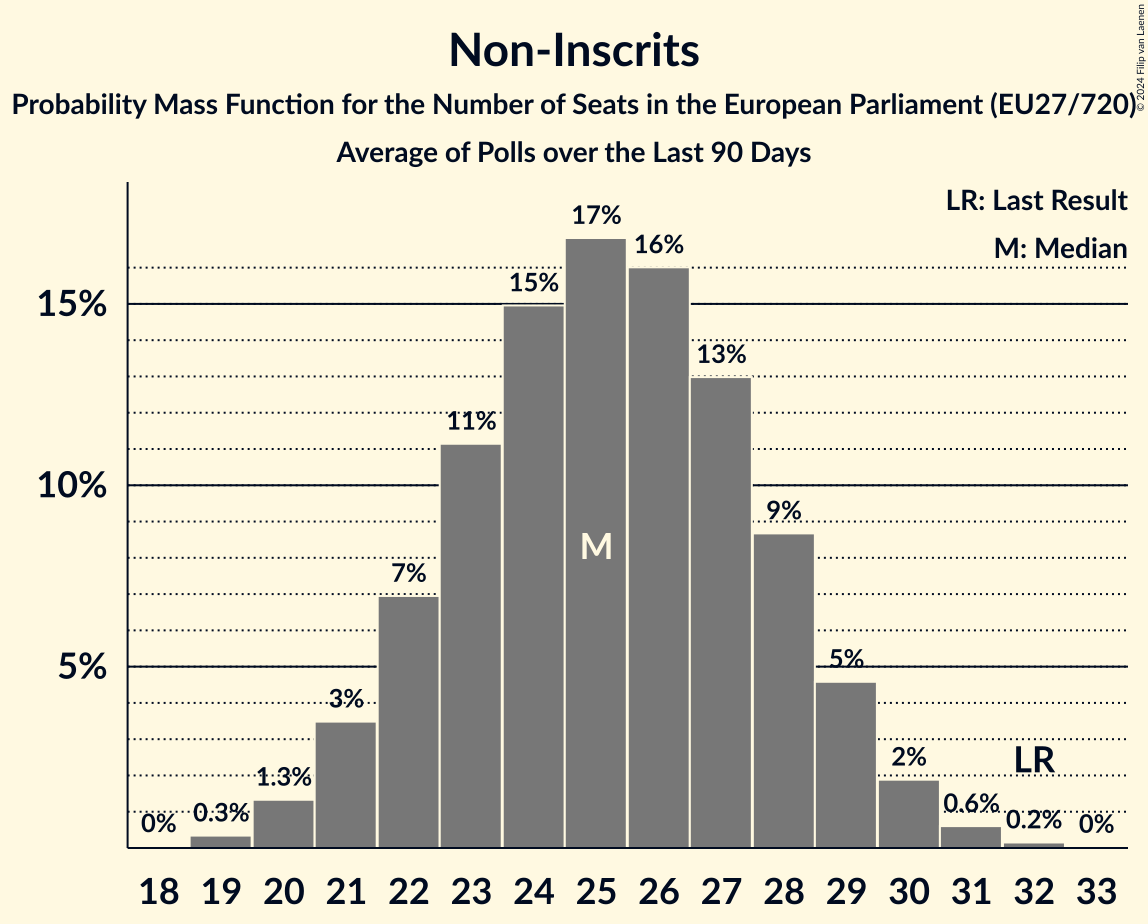 Non-Inscrits
Probability Mass Function for the Number of Seats in the European Parliament (EU27/720)
Average of Polls over the Last 90 Days
© 2024 Filip van Laenen
LR: Last Result
M: Median
15%
10%
5%
0%
0.3%
1.3%
3%
7%
11%
15%
17%
16%
13%
9%
5%
2%
0.6%
0.2%
0%
M
LR
18 19 20 21 22 23 24 25 26 27 28 29 30 31 32 33